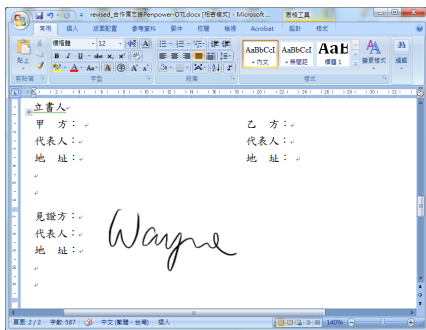 revised_合作備忘錄Penpower-OTI.docx [相容模式] - Microsoft ... 表格工具
常用 插入 版面配置 參考資料 郵件 校閱 檢視 Acrobat 設計 格式
貼上 標楷體 12 AaBbCcI AaBbCcI AaBl 變更樣式 編輯
內文 無間距 標題 1
剪貼簿 字型 段落 樣式
立書人
甲 方： 乙 方：
代表人： 代表人：
地 址： 地 址：
見證方：
代表人：
地 址：
Wayne
頁面: 2/2 字數: 587 中文 (繁體，台灣) 插入 140%